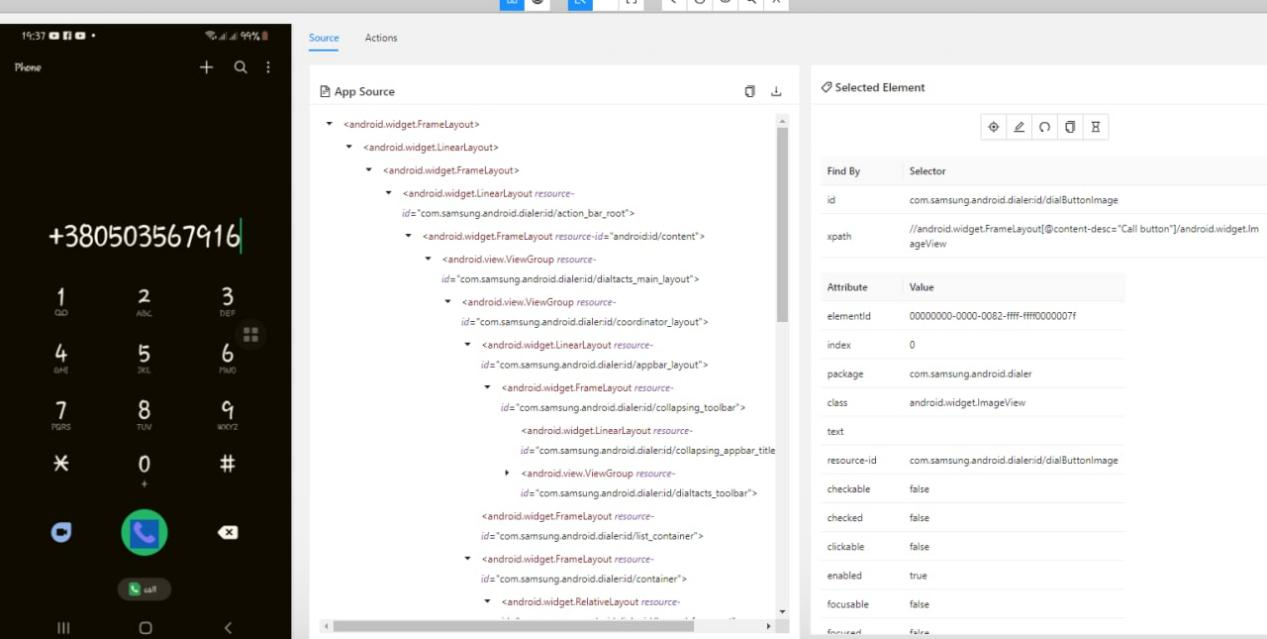 19:37 99%
Phone
+380503567916
1 2 3
ABC DEF
4 5 6
GHI JKL MNO
7 8 9
PQRS TUV WXYZ
* 0 #
+
call
Source Actions
App Source
<android.widget.FrameLayout>
<android.widget.LinearLayout>
<android.widget.FrameLayout>
<android.widget.LinearLayout resource-
id="com.samsung.android.dialer:id/action_bar_root">
<android.widget.FrameLayout resource-id="android:id/content">
<android.view.ViewGroup resource-
id="com.samsung.android.dialer:id/dialtacts_main_layout">
<android.view.ViewGroup resource-
id="com.samsung.android.dialer:id/coordinator_layout">
<android.widget.LinearLayout resource-
id="com.samsung.android.dialer:id/appbar_layout">
<android.widget.FrameLayout resource-
id="com.samsung.android.dialer:id/collapsing_toolbar">
<android.widget.LinearLayout resource-
id="com.samsung.android.dialer:id/collapsing_appbar_title
<android.view.ViewGroup resource-
id="com.samsung.android.dialer:id/dialtacts_toolbar">
<android.widget.FrameLayout resource-
id="com.samsung.android.dialer:id/list_container">
<android.widget.FrameLayout resource-
id="com.samsung.android.dialer:id/container">
<android.widget.RelativeLayout resource-
Selected Element
Find By Selector
id com.samsung.android.dialer:id/dialButtonImage
xpath //android.widget.FrameLayout[@content-desc="Call button"]/android.widget.Im
ageView
Attribute Value
elementId 00000000-0000-0082-ffff-ffff0000007f
index 0
package com.samsung.android.dialer
class android.widget.ImageView
text
resource-id com.samsung.android.dialer:id/dialButtonImage
checkable false
checked false
clickable false
enabled true
focusable false
focused false